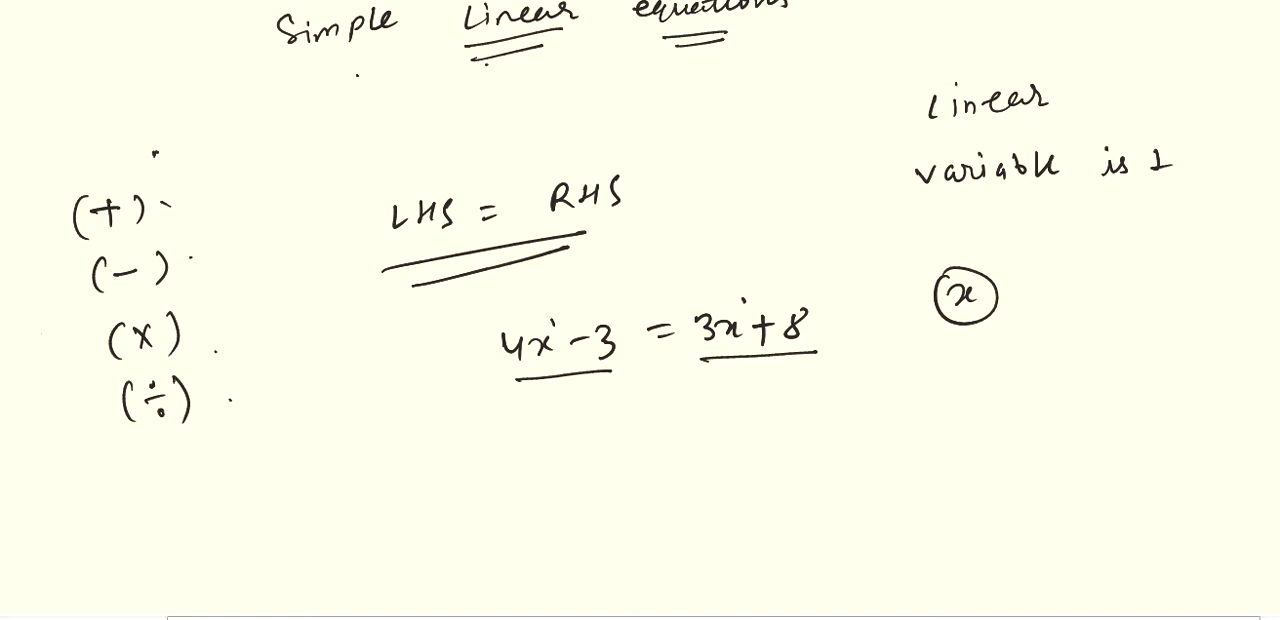 Simple Linear equations
Linear
variable is 1
(+)
(-)
(x)
(÷)
LHS = RHS
x
4x - 3 = 3x + 8